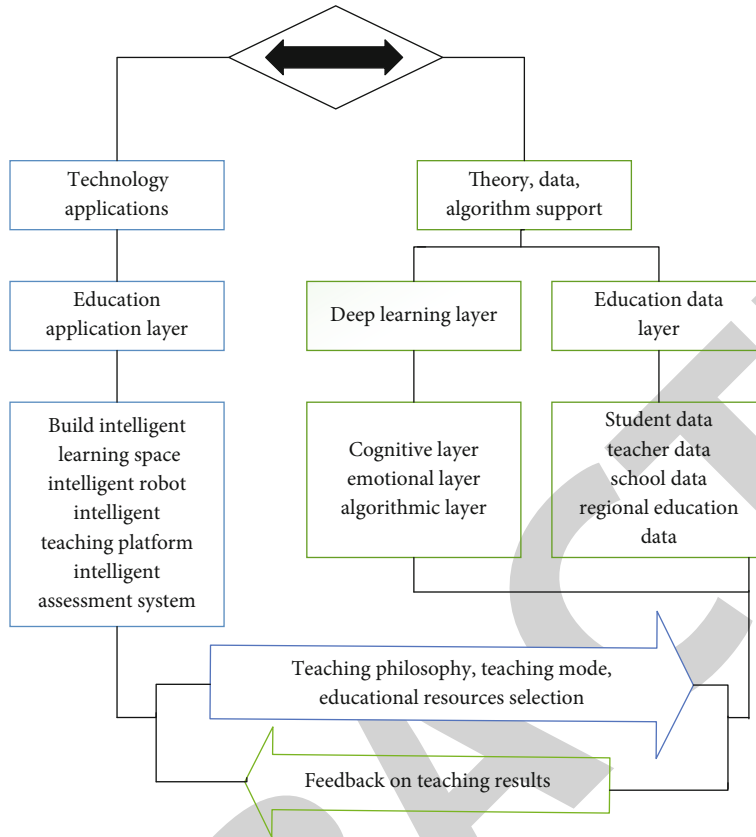 Technology
applications
Theory, data,
algorithm support
Education
application layer
Deep learning layer
Education data
layer
Build intelligent
learning space
intelligent robot
intelligent
teaching platform
intelligent
assessment system
Cognitive layer
emotional layer
algorithmic layer
Student data
teacher data
school data
regional education
data
Teaching philosophy, teaching mode,
educational resources selection
Feedback on teaching results